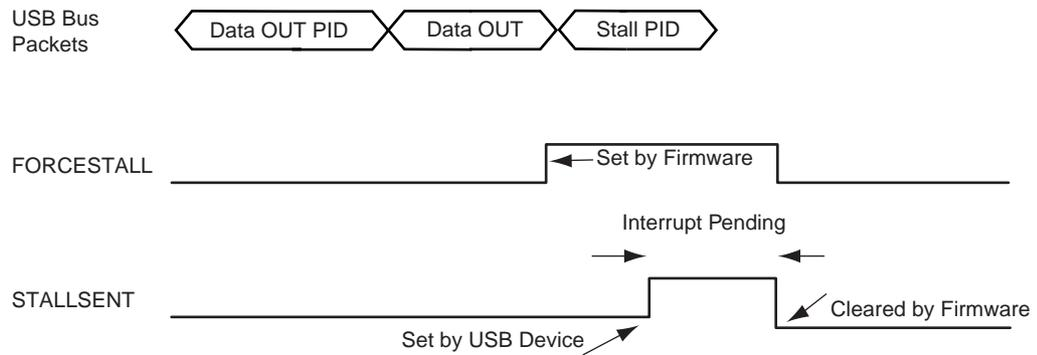 USB Bus
Packets
Data OUT PID
Data OUT
Stall PID
FORCESTALL
Set by Firmware
Interrupt Pending
STALLSENT
Cleared by Firmware
Set by USB Device